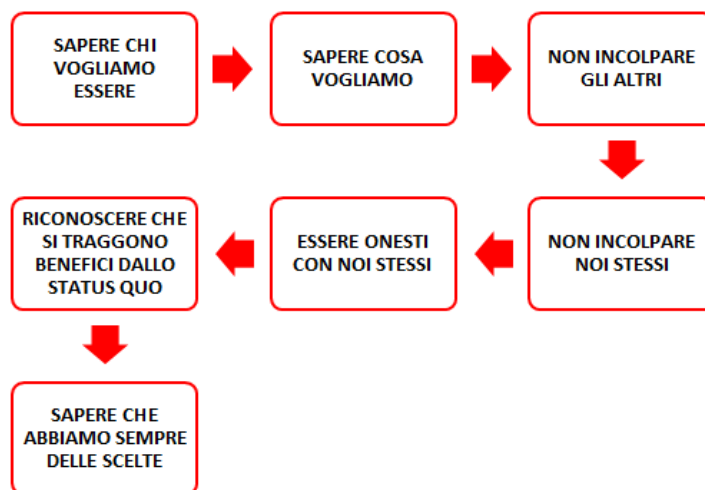 SAPERE CHI
VOGLIAMO
ESSERE
SAPERE COSA
VOGLIAMO
NON INCOLPARE
GLI ALTRI
NON INCOLPARE
NOI STESSI
ESSERE ONESTI
CON NOI STESSI
RICONOSCERE CHE
SI TRAGGONO
BENEFICI DALLO
STATUS QUO
SAPERE CHE
ABBIAMO SEMPRE
DELLE SCELTE